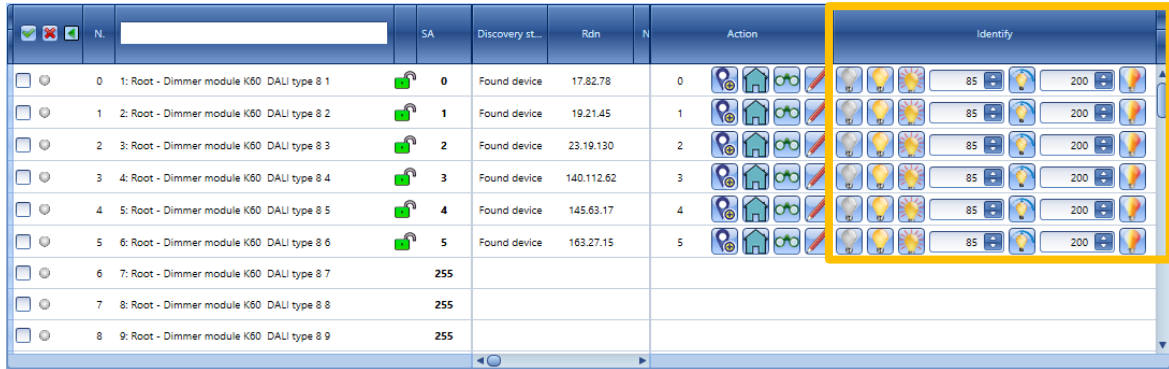 N. SA Discovery st... Rdn N Action Identify
0 1: Root - Dimmer module K60 DALI type 8 1 0 Found device 17.82.78 0 85 200
1 2: Root - Dimmer module K60 DALI type 8 2 1 Found device 19.21.45 1 85 200
2 3: Root - Dimmer module K60 DALI type 8 3 2 Found device 23.19.130 2 85 200
3 4: Root - Dimmer module K60 DALI type 8 4 3 Found device 140.112.62 3 85 200
4 5: Root - Dimmer module K60 DALI type 8 5 4 Found device 145.63.17 4 85 200
5 6: Root - Dimmer module K60 DALI type 8 6 5 Found device 163.27.15 5 85 200
6 7: Root - Dimmer module K60 DALI type 8 7 255
7 8: Root - Dimmer module K60 DALI type 8 8 255
8 9: Root - Dimmer module K60 DALI type 8 9 255